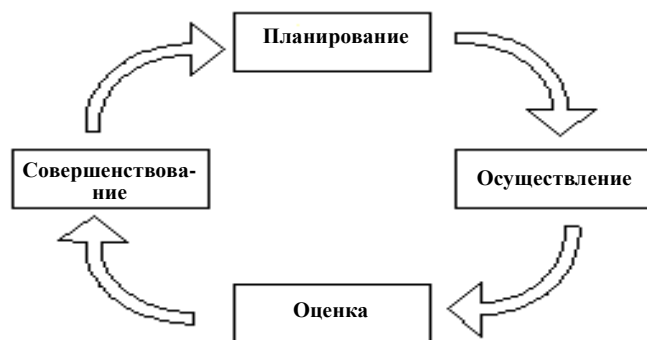 Планирование
Совершенствова-
ние
Осуществление
Оценка